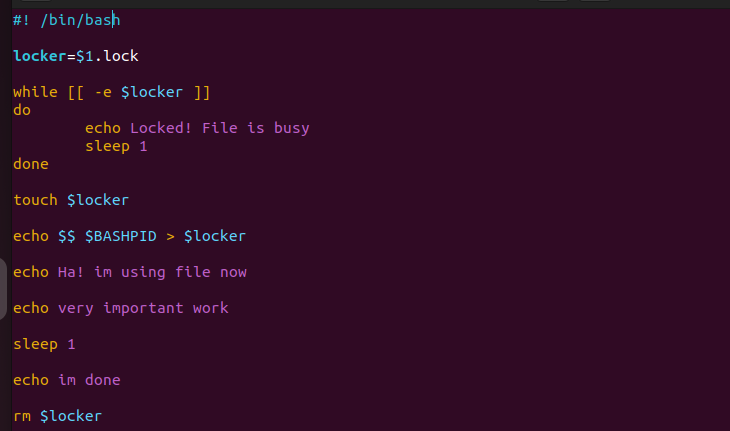 #! /bin/bash
locker=$1.lock
while [[ -e $locker ]]
do
echo Locked! File is busy
sleep 1
done
touch $locker
echo $$ $BASHPID > $locker
echo Ha! im using file now
echo very important work
sleep 1
echo im done
rm $locker